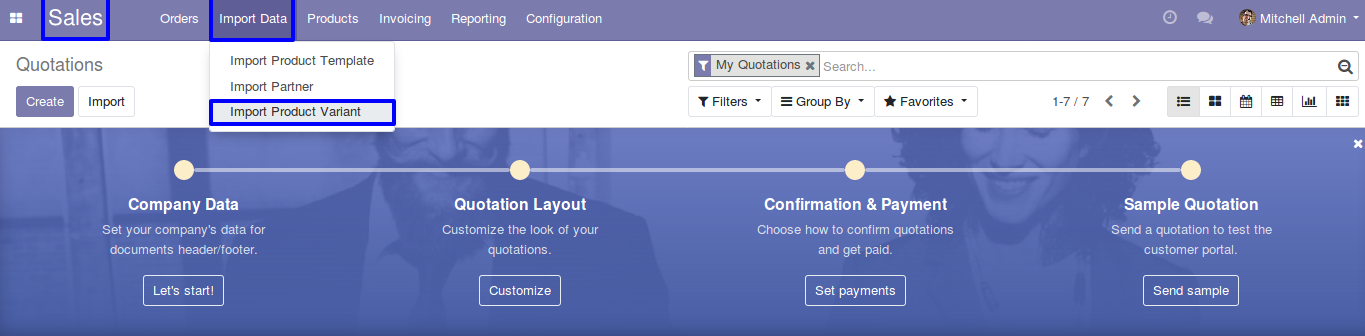 Sales Orders Import Data Products Invoicing Reporting Configuration Mitchell Admin
Import Product Template
Import Partner
Import Product Variant
Quotations
My Quotations Search...
Create Import
Filters Group By Favorites 1-7 / 7
Company Data
Set your company's data for
documents header/footer.
Let's start!
Quotation Layout
Customize the look of your
quotations.
Customize
Confirmation & Payment
Choose how to confirm quotations
and get paid.
Set payments
Sample Quotation
Send a quotation to test the
customer portal.
Send sample